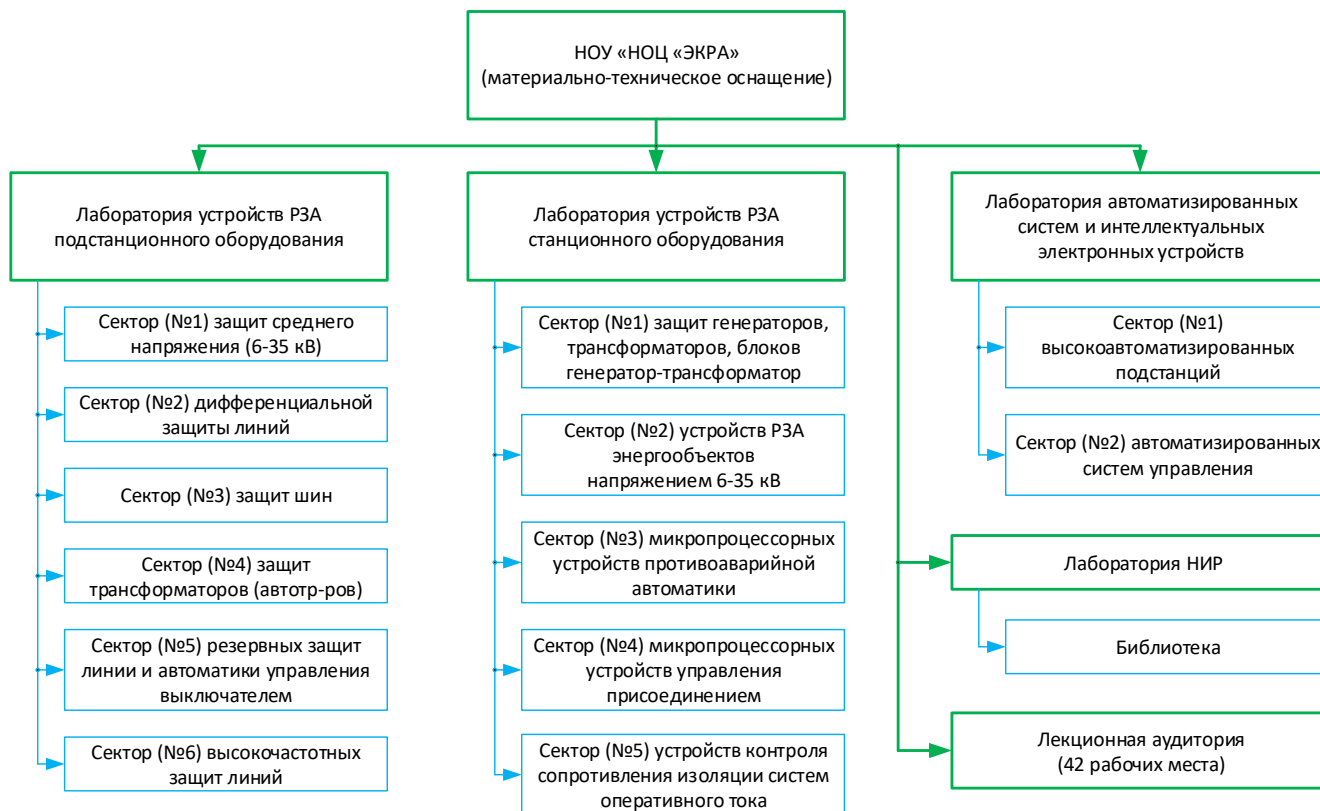 НОУ «НОЦ «ЭКРА»
(материально-техническое оснащение)
Лаборатория устройств РЗА
подстанционного оборудования
Сектор (№1) защит среднего
напряжения (6-35 кВ)
Сектор (№2) дифференциальной
защиты линий
Сектор (№3) защит шин
Сектор (№4) защит
трансформаторов (автотр-ров)
Сектор (№5) резервных защит
линии и автоматики управления
выключателем
Сектор (№6) высокочастотных
защит линий
Лаборатория устройств РЗА
станционного оборудования
Сектор (№1) защит генераторов,
трансформаторов, блоков
генератор-трансформатор
Сектор (№2) устройств РЗА
энергообъектов
напряжением 6-35 кВ
Сектор (№3) микропроцессорных
устройств противоаварийной
автоматики
Сектор (№4) микропроцессорных
устройств управления
присоединением
Сектор (№5) устройств контроля
сопротивления изоляции систем
оперативного тока
Лаборатория автоматизированных
систем и интеллектуальных
электронных устройств
Сектор (№1)
высокоавтоматизированных
подстанций
Сектор (№2) автоматизированных
систем управления
Лаборатория НИР
Библиотека
Лекционная аудитория
(42 рабочих места)